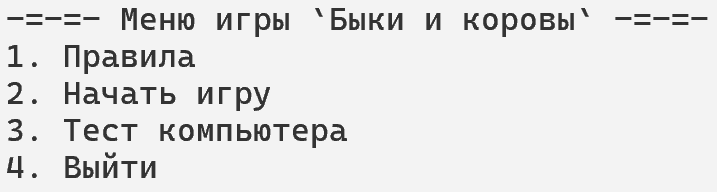 -=-=- Меню игры `Быки и коровы` -=-=-
1. Правила
2. Начать игру
3. Тест компьютера
4. Выйти